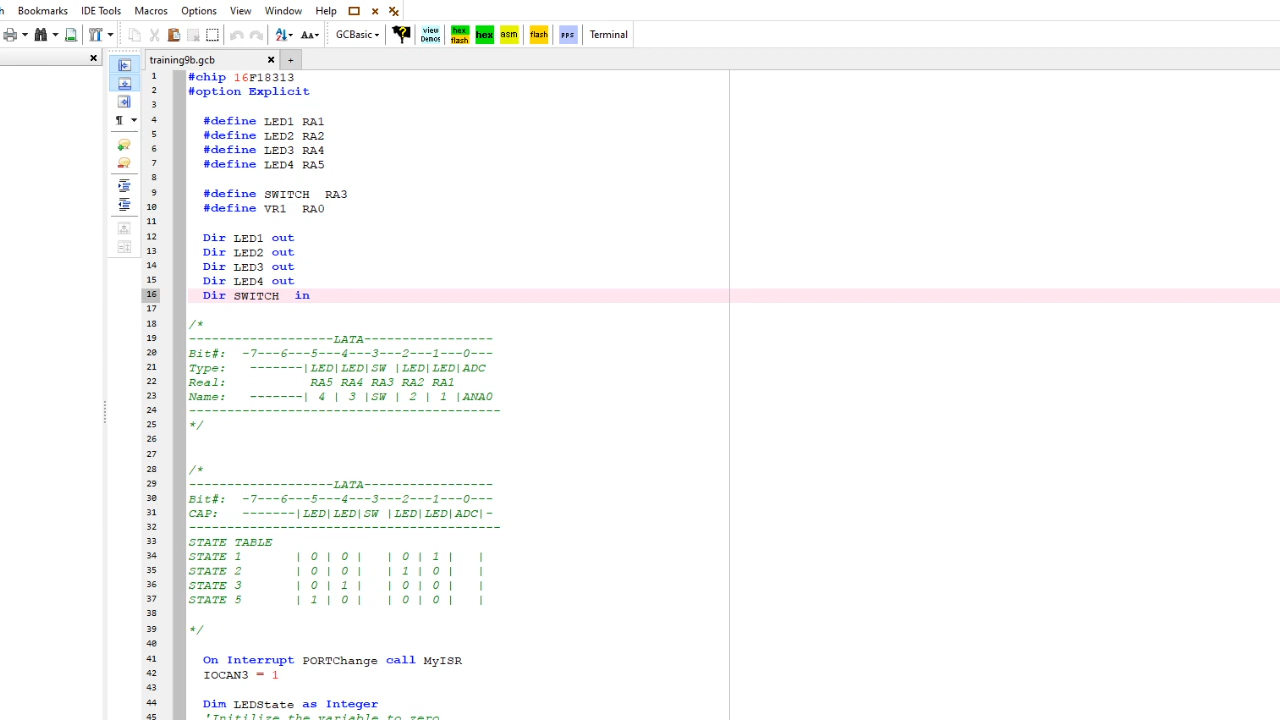 h Bookmarks IDE Tools Macros Options View Window Help
GCBasic view Demos hex flash hex asm flash pps Terminal
training9b.gcb
1 #chip 16F18313
2 #option Explicit
3
4 #define LED1 RA1
5 #define LED2 RA2
6 #define LED3 RA4
7 #define LED4 RA5
8
9 #define SWITCH RA3
10 #define VR1 RA0
11
12 Dir LED1 out
13 Dir LED2 out
14 Dir LED3 out
15 Dir LED4 out
16 Dir SWITCH in
17
18 /*
19 -------------------LATA-----------------
20 Bit#: -7---6---5---4---3---2---1---0---
21 Type: -------|LED|LED|SW |LED|LED|ADC
22 Real: RA5 RA4 RA3 RA2 RA1
23 Name: -------| 4 | 3 |SW | 2 | 1 |ANA0
24 -----------------------------------------
25 */
26
27
28 /*
29 -------------------LATA-----------------
30 Bit#: -7---6---5---4---3---2---1---0---
31 CAP: -------|LED|LED|SW |LED|LED|ADC|-
32 -----------------------------------------
33 STATE TABLE
34 STATE 1 | 0 | 0 | | 0 | 1 | |
35 STATE 2 | 0 | 0 | | 1 | 0 | |
36 STATE 3 | 0 | 1 | | 0 | 0 | |
37 STATE 5 | 1 | 0 | | 0 | 0 | |
38
39 */
40
41 On Interrupt PORTChange call MyISR
42 IOCAN3 = 1
43
44 Dim LEDState as Integer
45 'Initilize the variable to zero